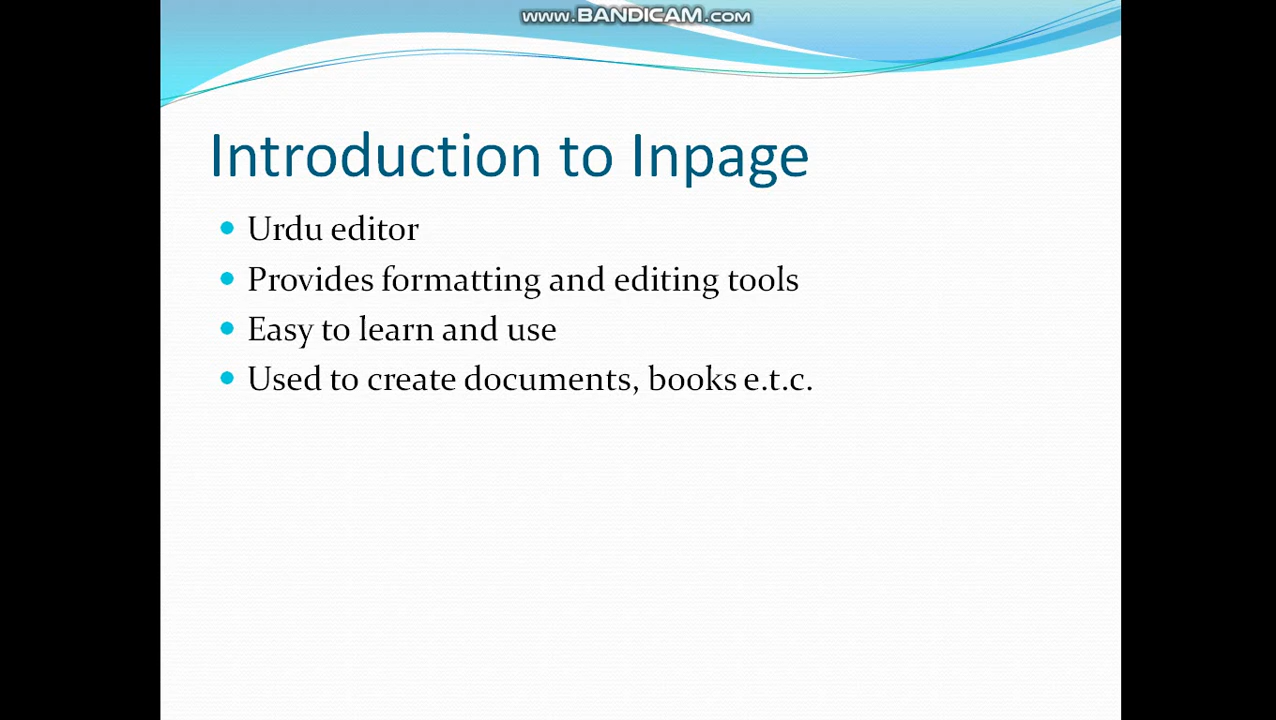 www.BANDICAM.com
Introduction to Inpage
Urdu editor
Provides formatting and editing tools
Easy to learn and use
Used to create documents, books e.t.c.